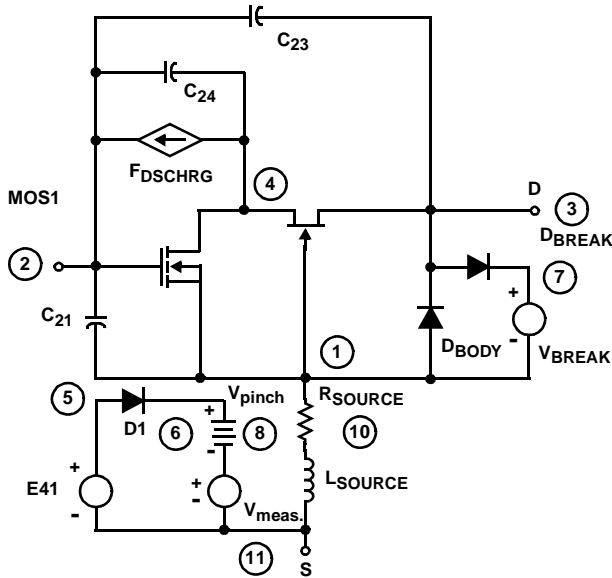 C23
C24
FDSCHRG
MOS1
4
D
3
DBREAK
2
7
+
-
C21
DBODY
VBREAK
1
5
Vpinch
RSOURCE
D1
6
+
8
10
-
E41
+
-
+
-
Vmeas.
LSOURCE
11
S